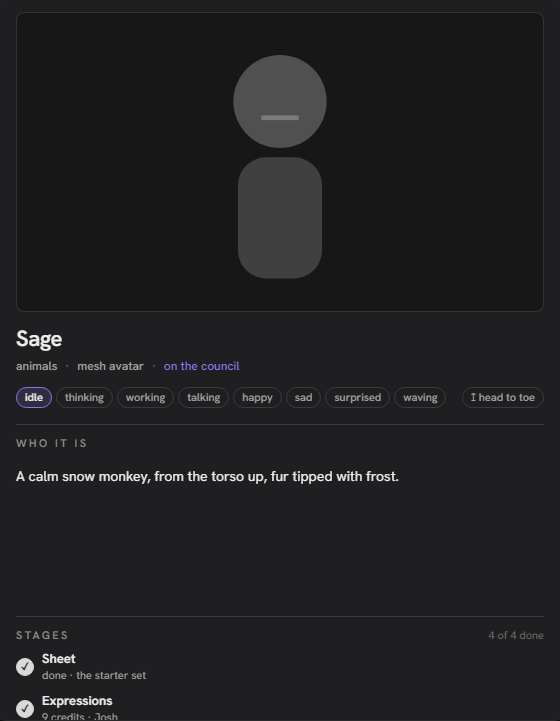 Sage
animals · mesh avatar · on the council
idle thinking working talking happy sad surprised waving I head to toe
WHO IT IS
A calm snow monkey, from the torso up, fur tipped with frost.
STAGES 4 of 4 done
Sheet
done · the starter set
Expressions
9 credits · Josh